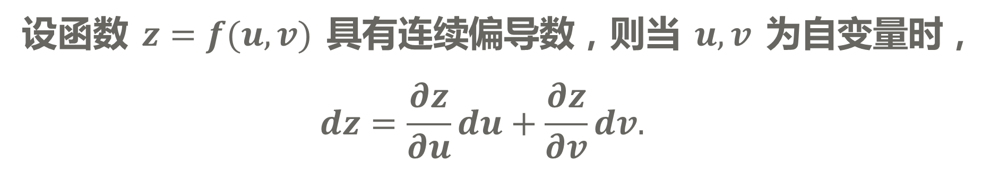 设函数 z = f(u, v) 具有连续偏导数，则当 u, v 为自变量时，
dz = ∂z/∂u du + ∂z/∂v dv.